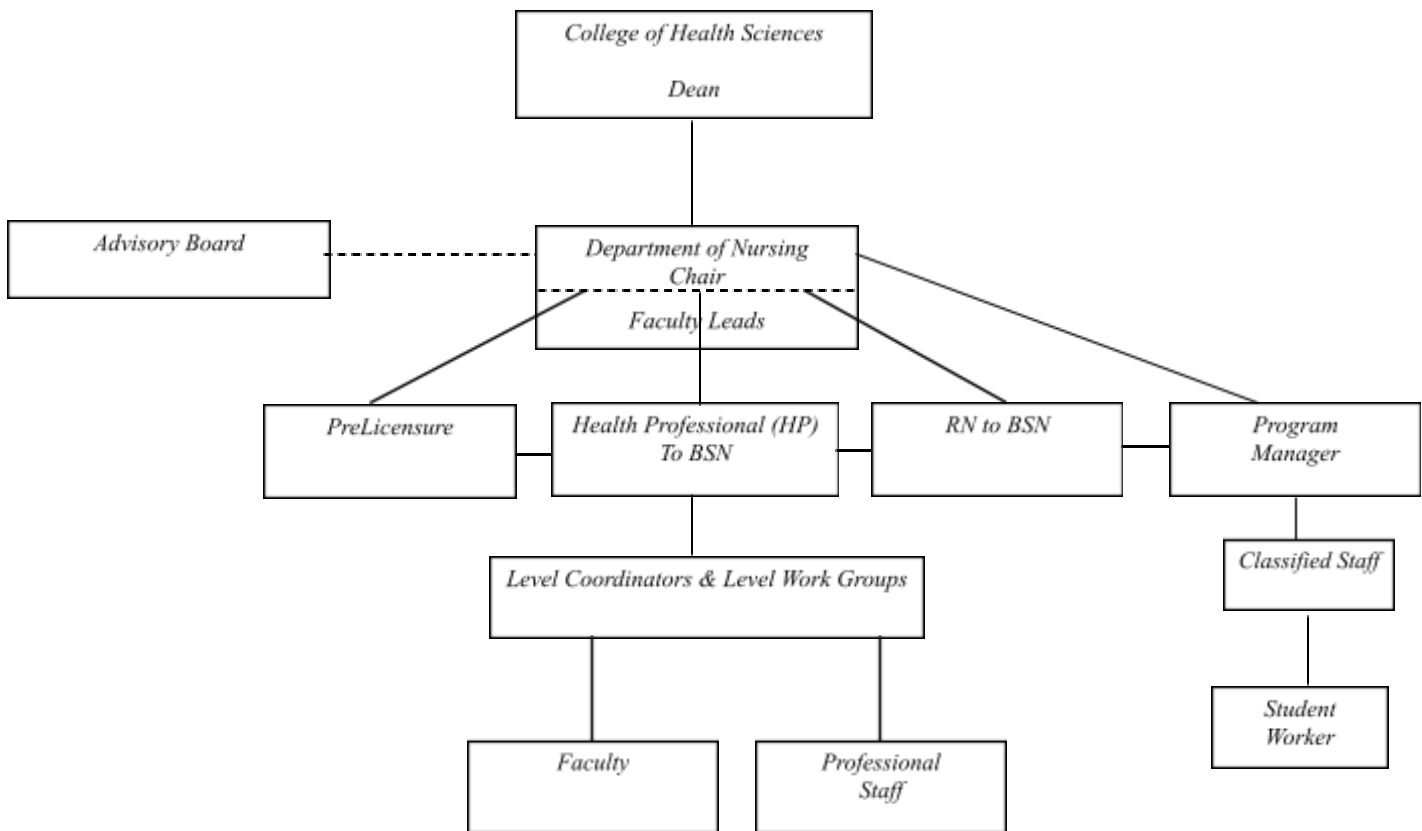 College of Health Sciences
Dean
Advisory Board
Department of Nursing
Chair
Faculty Leads
PreLicensure
Health Professional (HP)
To BSN
RN to BSN
Program
Manager
Level Coordinators & Level Work Groups
Classified Staff
Student
Worker
Faculty
Professional
Staff